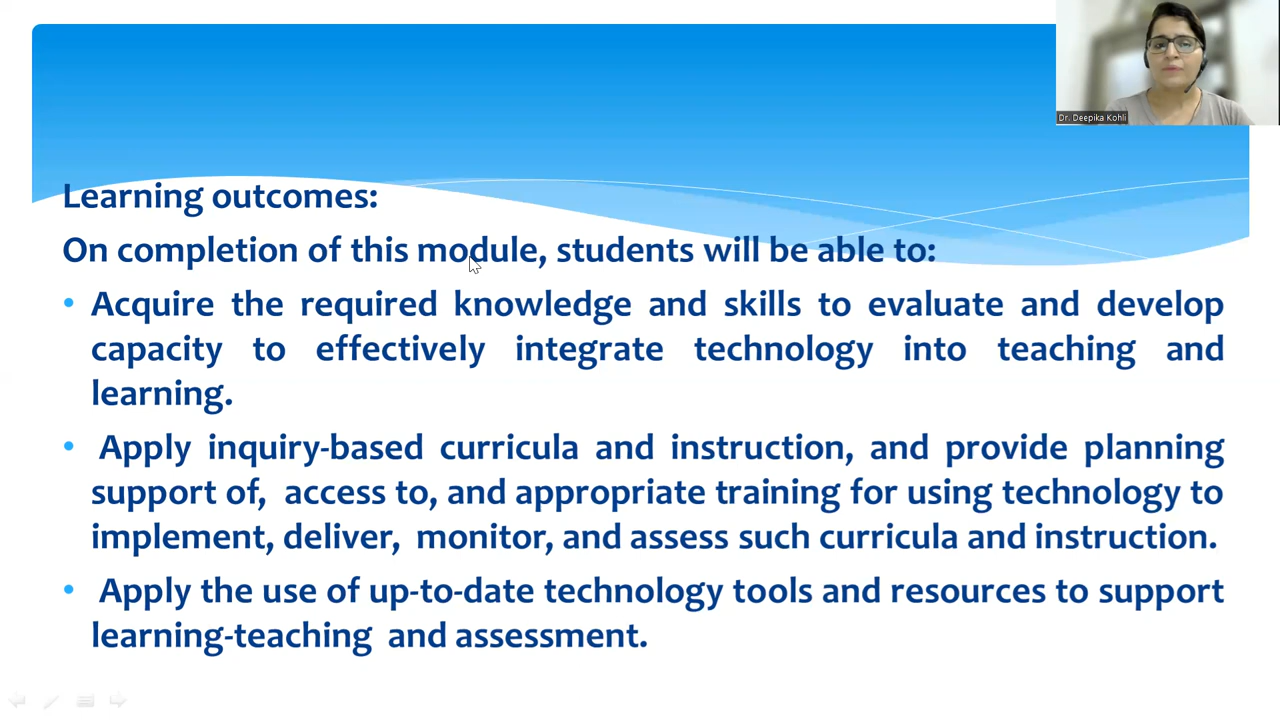 Dr. Deepika Kohli
Learning outcomes:
On completion of this module, students will be able to:
• Acquire the required knowledge and skills to evaluate and develop
capacity to effectively integrate technology into teaching and
learning.
• Apply inquiry-based curricula and instruction, and provide planning
support of, access to, and appropriate training for using technology to
implement, deliver, monitor, and assess such curricula and instruction.
• Apply the use of up-to-date technology tools and resources to support
learning-teaching and assessment.